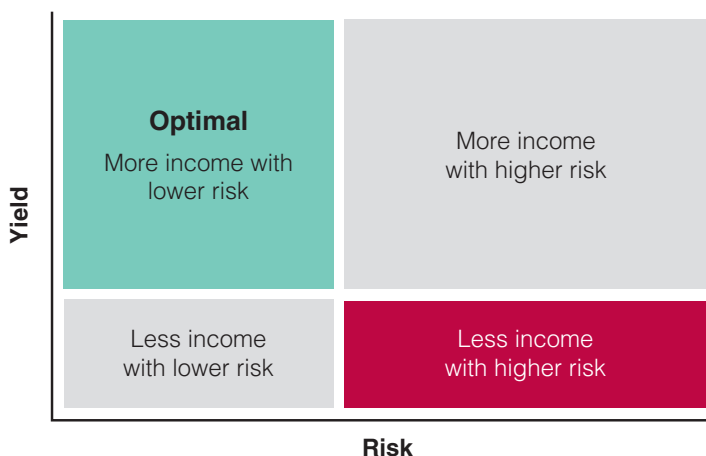 Optimal
More income with
lower risk
More income
with higher risk
Yield
Less income
with lower risk
Less income
with higher risk
Risk